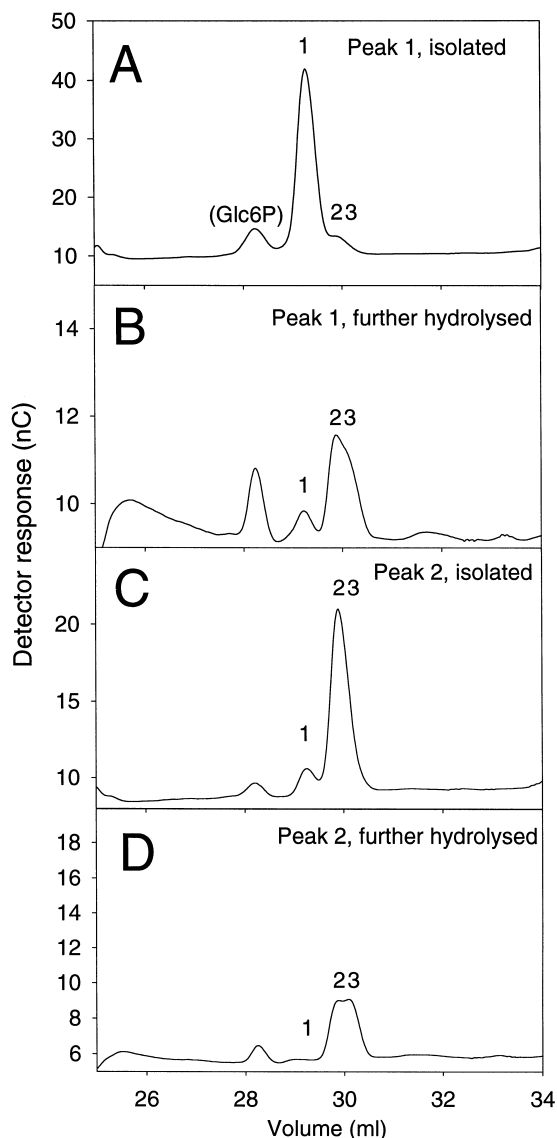 50
1
Peak 1, isolated
A
40
30
20
(Glc6P)
23
10
14
B
Peak 1, further hydrolysed
12
23
1
10
Detector response (nC)
Peak 2, isolated
C
23
20
15
1
10
18
D
Peak 2, further hydrolysed
16
14
12
10
23
8
1
6
26
28
30
32
34
Volume (ml)